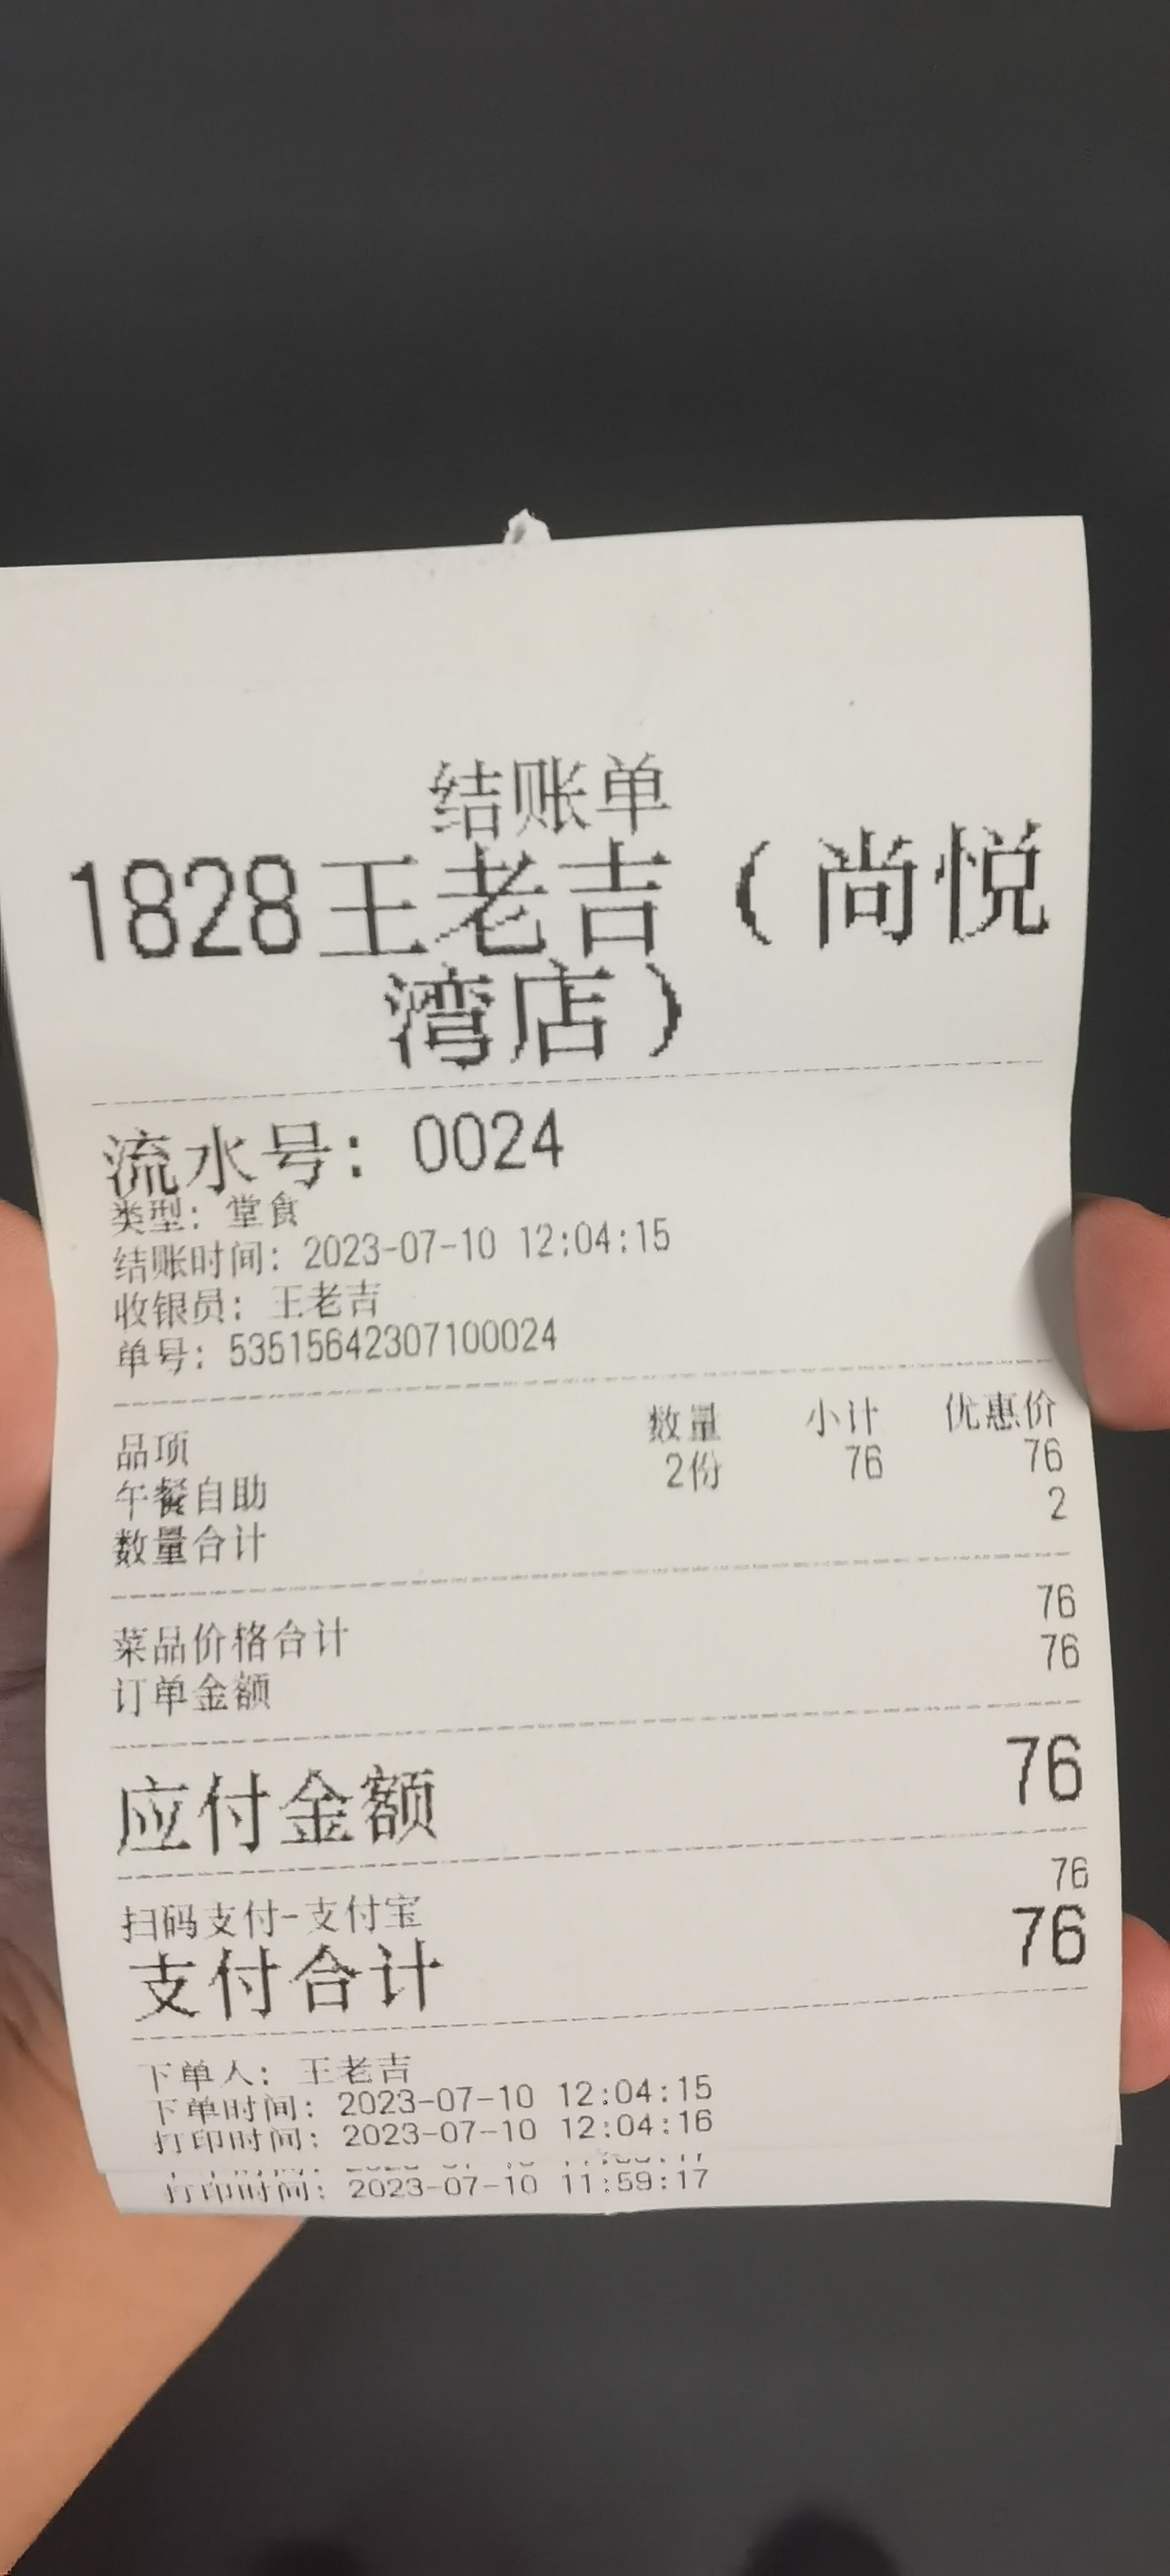 结账单
1828王老吉（尚悦
湾店）
流水号：0024
类型：堂食
结账时间：2023-07-10 12:04:15
收银员：王老吉
单号：53515642307100024
品项 数量 小计 优惠价
午餐自助 2份 76 76
数量合计 2
菜品价格合计 76
订单金额 76
应付金额 76
扫码支付-支付宝 76
支付合计 76
下单人：王老吉
下单时间：2023-07-10 12:04:15
打印时间：2023-07-10 12:04:16
打印时间：2023-07-10 11:59:17